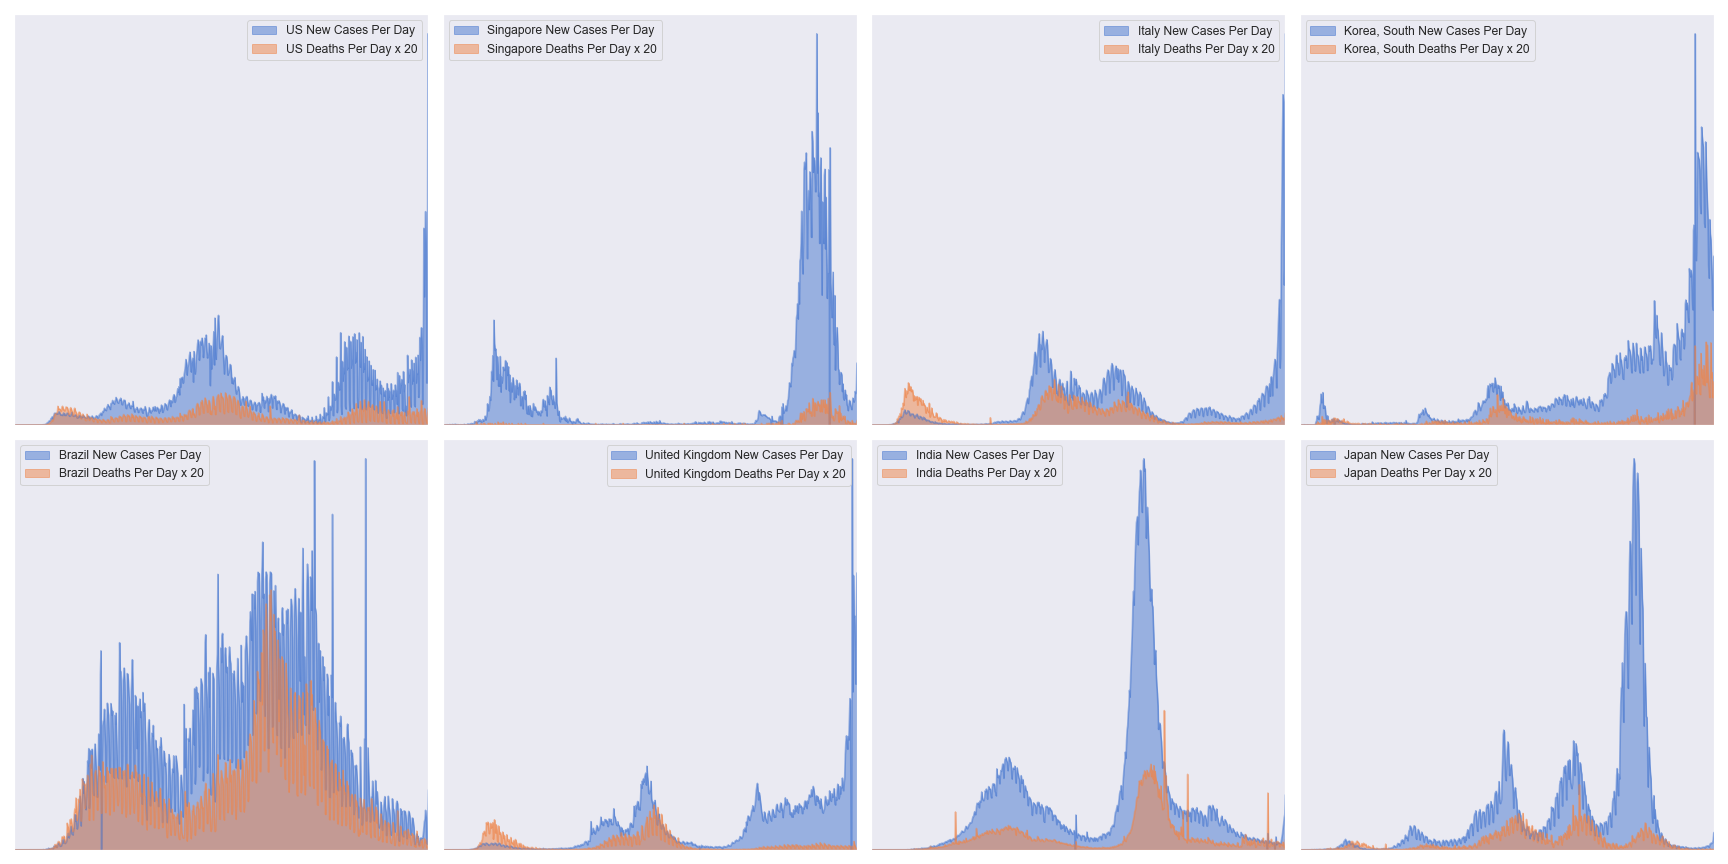 US New Cases Per Day
US Deaths Per Day x 20
Singapore New Cases Per Day
Singapore Deaths Per Day x 20
Italy New Cases Per Day
Italy Deaths Per Day x 20
Korea, South New Cases Per Day
Korea, South Deaths Per Day x 20
Brazil New Cases Per Day
Brazil Deaths Per Day x 20
United Kingdom New Cases Per Day
United Kingdom Deaths Per Day x 20
India New Cases Per Day
India Deaths Per Day x 20
Japan New Cases Per Day
Japan Deaths Per Day x 20